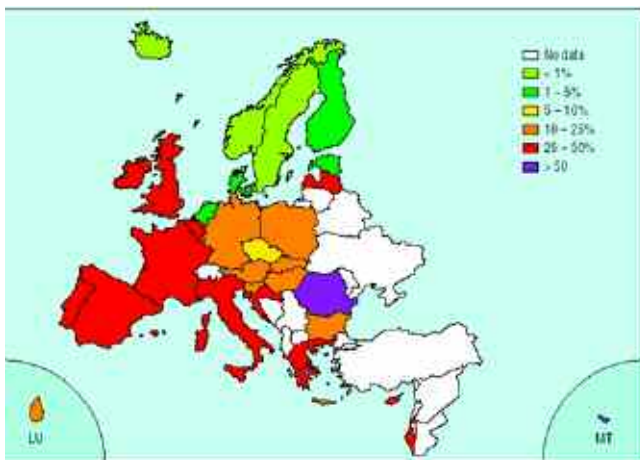 No data
< 1%
1 – 5%
5 – 10%
10 – 25%
25 – 50%
> 50
LU
MT